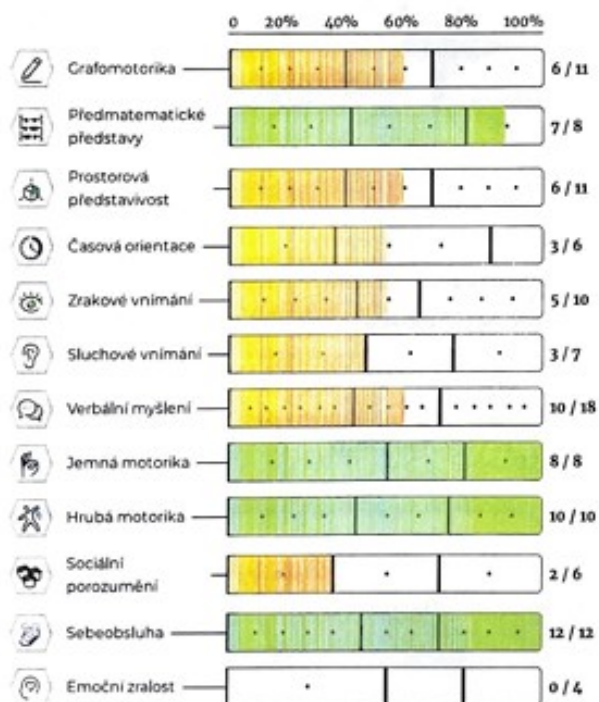 0 20% 40% 60% 80% 100%
Grafomotorika 6 / 11
Předmatematické
představy 7 / 8
Prostorová
představivost 6 / 11
Časová orientace 3 / 6
Zrakové vnímání 5 / 10
Sluchové vnímání 3 / 7
Verbální myšlení 10 / 18
Jemná motorika 8 / 8
Hrubá motorika 10 / 10
Sociální
porozumění 2 / 6
Sebeobsluha 12 / 12
Emoční zralost 0 / 4